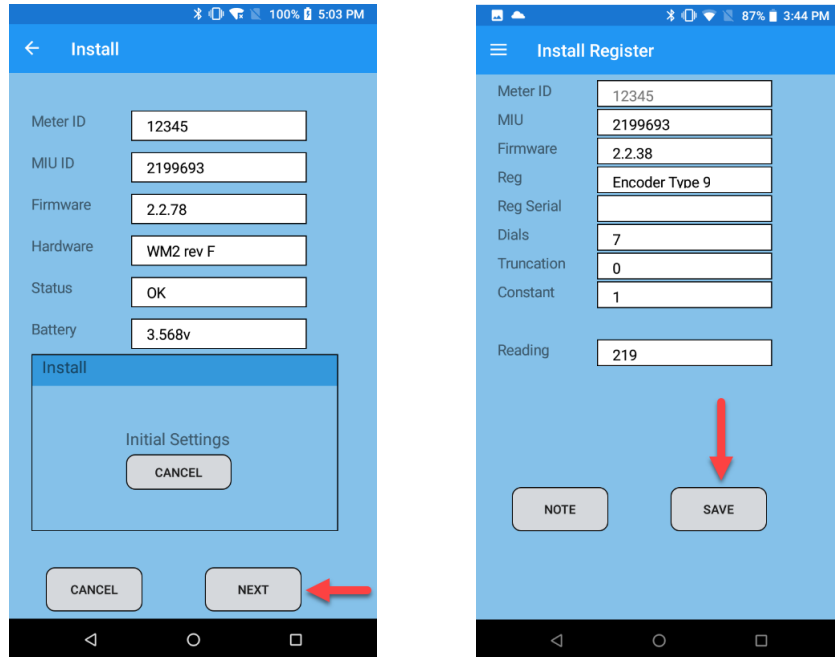 100% 5:03 PM
Install
Meter ID 12345
MIU ID 2199693
Firmware 2.2.78
Hardware WM2 rev F
Status OK
Battery 3.568v
Install
Initial Settings
CANCEL
CANCEL NEXT
87% 3:44 PM
Install Register
Meter ID 12345
MIU 2199693
Firmware 2.2.38
Reg Encoder Type 9
Reg Serial
Dials 7
Truncation 0
Constant 1
Reading 219
NOTE SAVE